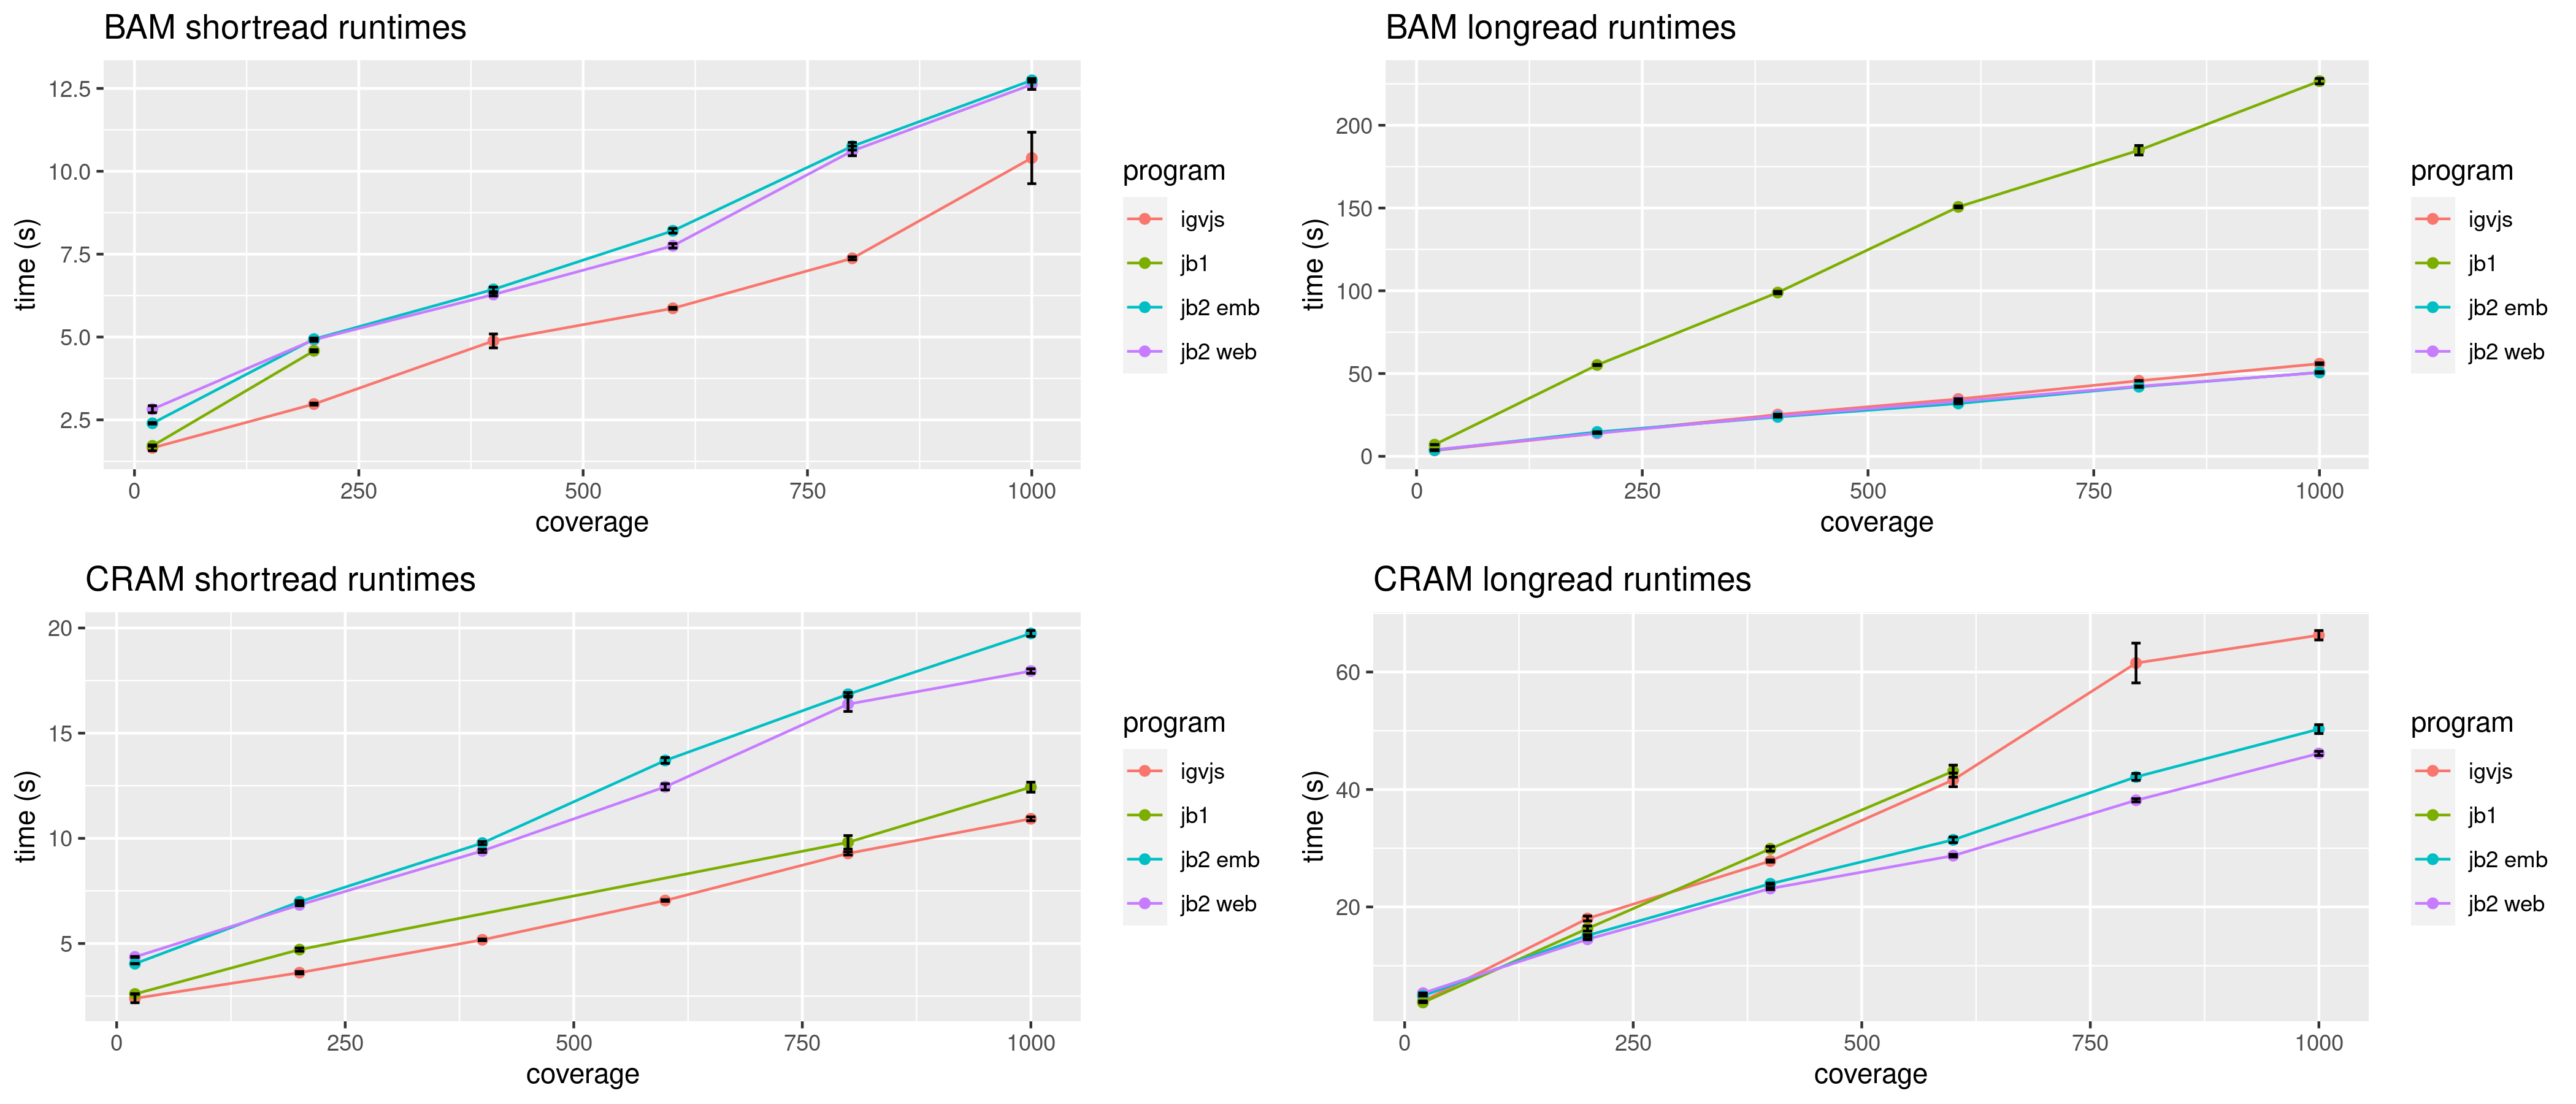 BAM shortread runtimes
time (s)
12.5
10.0
7.5
5.0
2.5
0 250 500 750 1000
coverage
program
igvjs
jb1
jb2 emb
jb2 web
BAM longread runtimes
time (s)
200
150
100
50
0
0 250 500 750 1000
coverage
program
igvjs
jb1
jb2 emb
jb2 web
CRAM shortread runtimes
time (s)
20
15
10
5
0 250 500 750 1000
coverage
program
igvjs
jb1
jb2 emb
jb2 web
CRAM longread runtimes
time (s)
60
40
20
0 250 500 750 1000
coverage
program
igvjs
jb1
jb2 emb
jb2 web